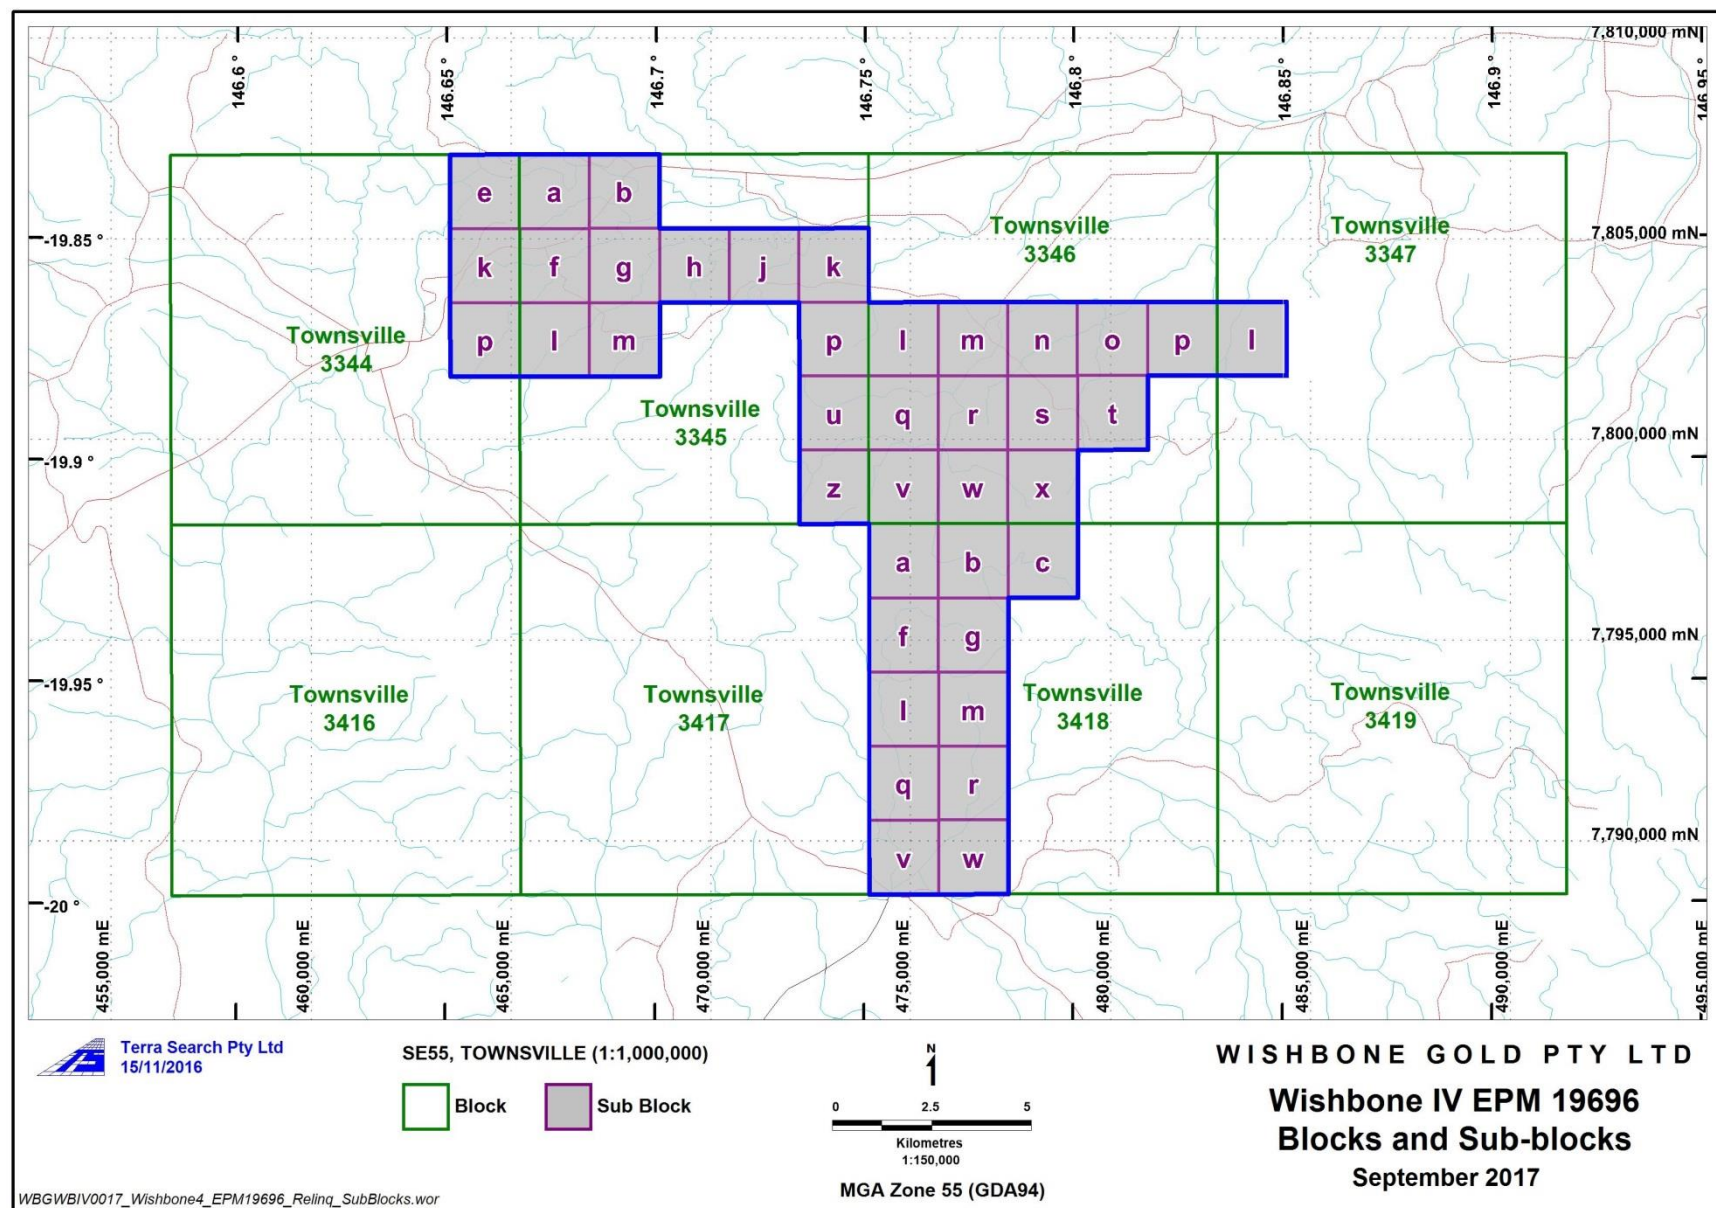 7,810,000 mN
146.6 °
146.65 °
146.7 °
146.75 °
146.8 °
146.85 °
146.9 °
146.95 °
e a b
Townsville
3346
Townsville
3347
-19.85 °
7,805,000 mN
k f g h j k
Townsville
3344
p l m
p l m n o p l
Townsville
3345
u q r s t
7,800,000 mN
-19.9 °
z v w x
a b c
f g
7,795,000 mN
-19.95 °
Townsville
3416
Townsville
3417
l m
Townsville
3418
Townsville
3419
q r
7,790,000 mN
v w
-20 °
455,000 mE
460,000 mE
465,000 mE
470,000 mE
475,000 mE
480,000 mE
485,000 mE
490,000 mE
495,000 mE
Terra Search Pty Ltd
15/11/2016
SE55, TOWNSVILLE (1:1,000,000)
Block
Sub Block
N
0 2.5 5
Kilometres
1:150,000
MGA Zone 55 (GDA94)
WISHBONE GOLD PTY LTD
Wishbone IV EPM 19696
Blocks and Sub-blocks
September 2017
WBGWBIV0017_Wishbone4_EPM19696_Relinq_SubBlocks.wor